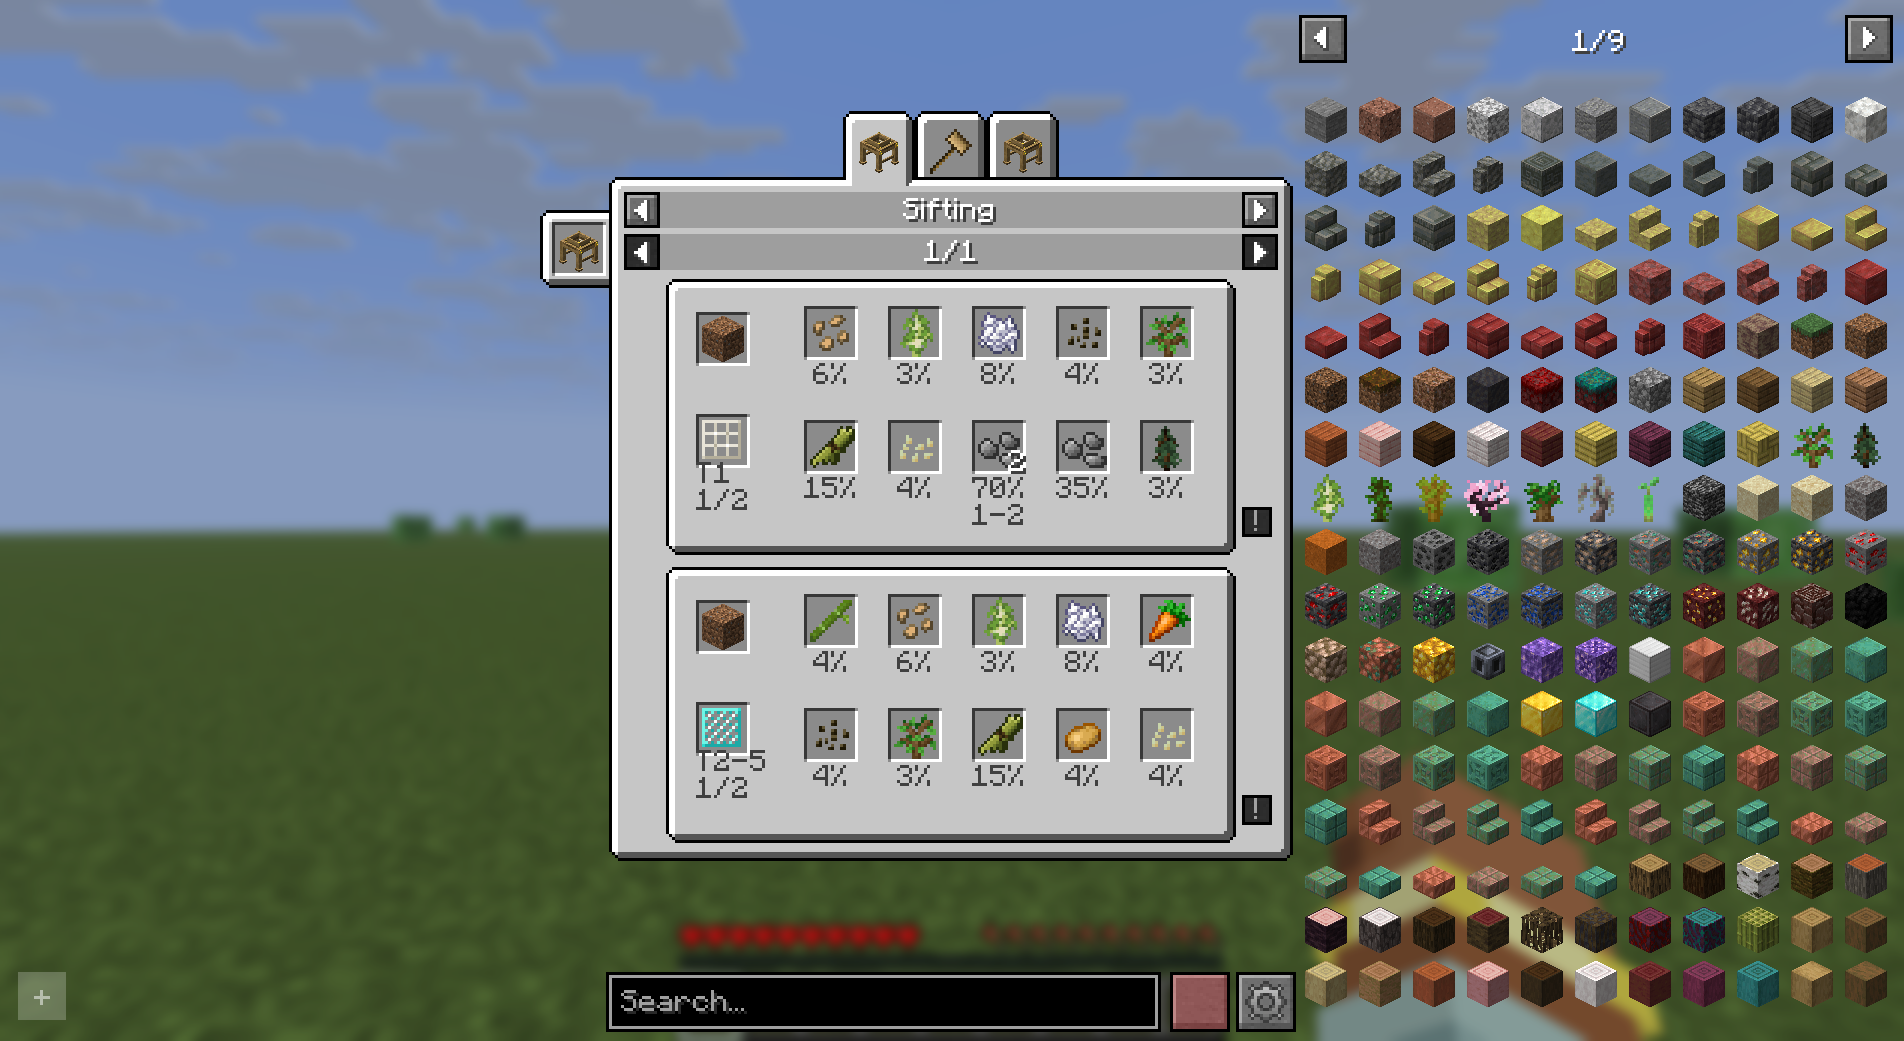 1/9
Sifting
1/1
6% 3% 8% 4% 3%
T1
1/2
2
15% 4% 70% 35% 3%
1-2
!
4% 6% 3% 8% 4%
T2-5
1/2
4% 3% 15% 4% 4%
!
+
Search...